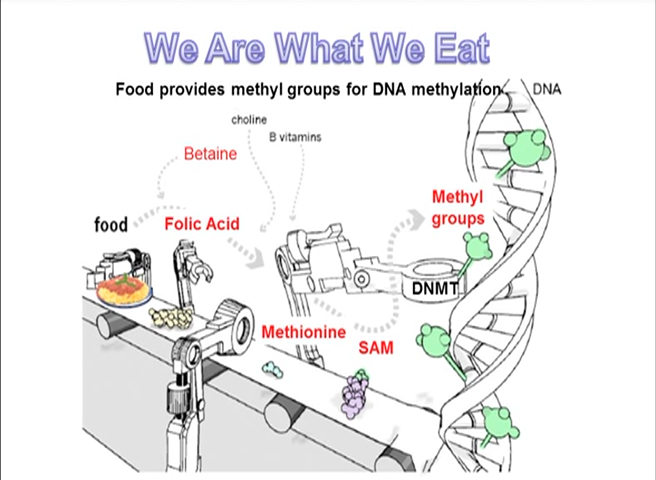 We Are What We Eat
Food provides methyl groups for DNA methylation
DNA
choline
B vitamins
Betaine
Methyl
groups
food
Folic Acid
DNMT
Methionine
SAM